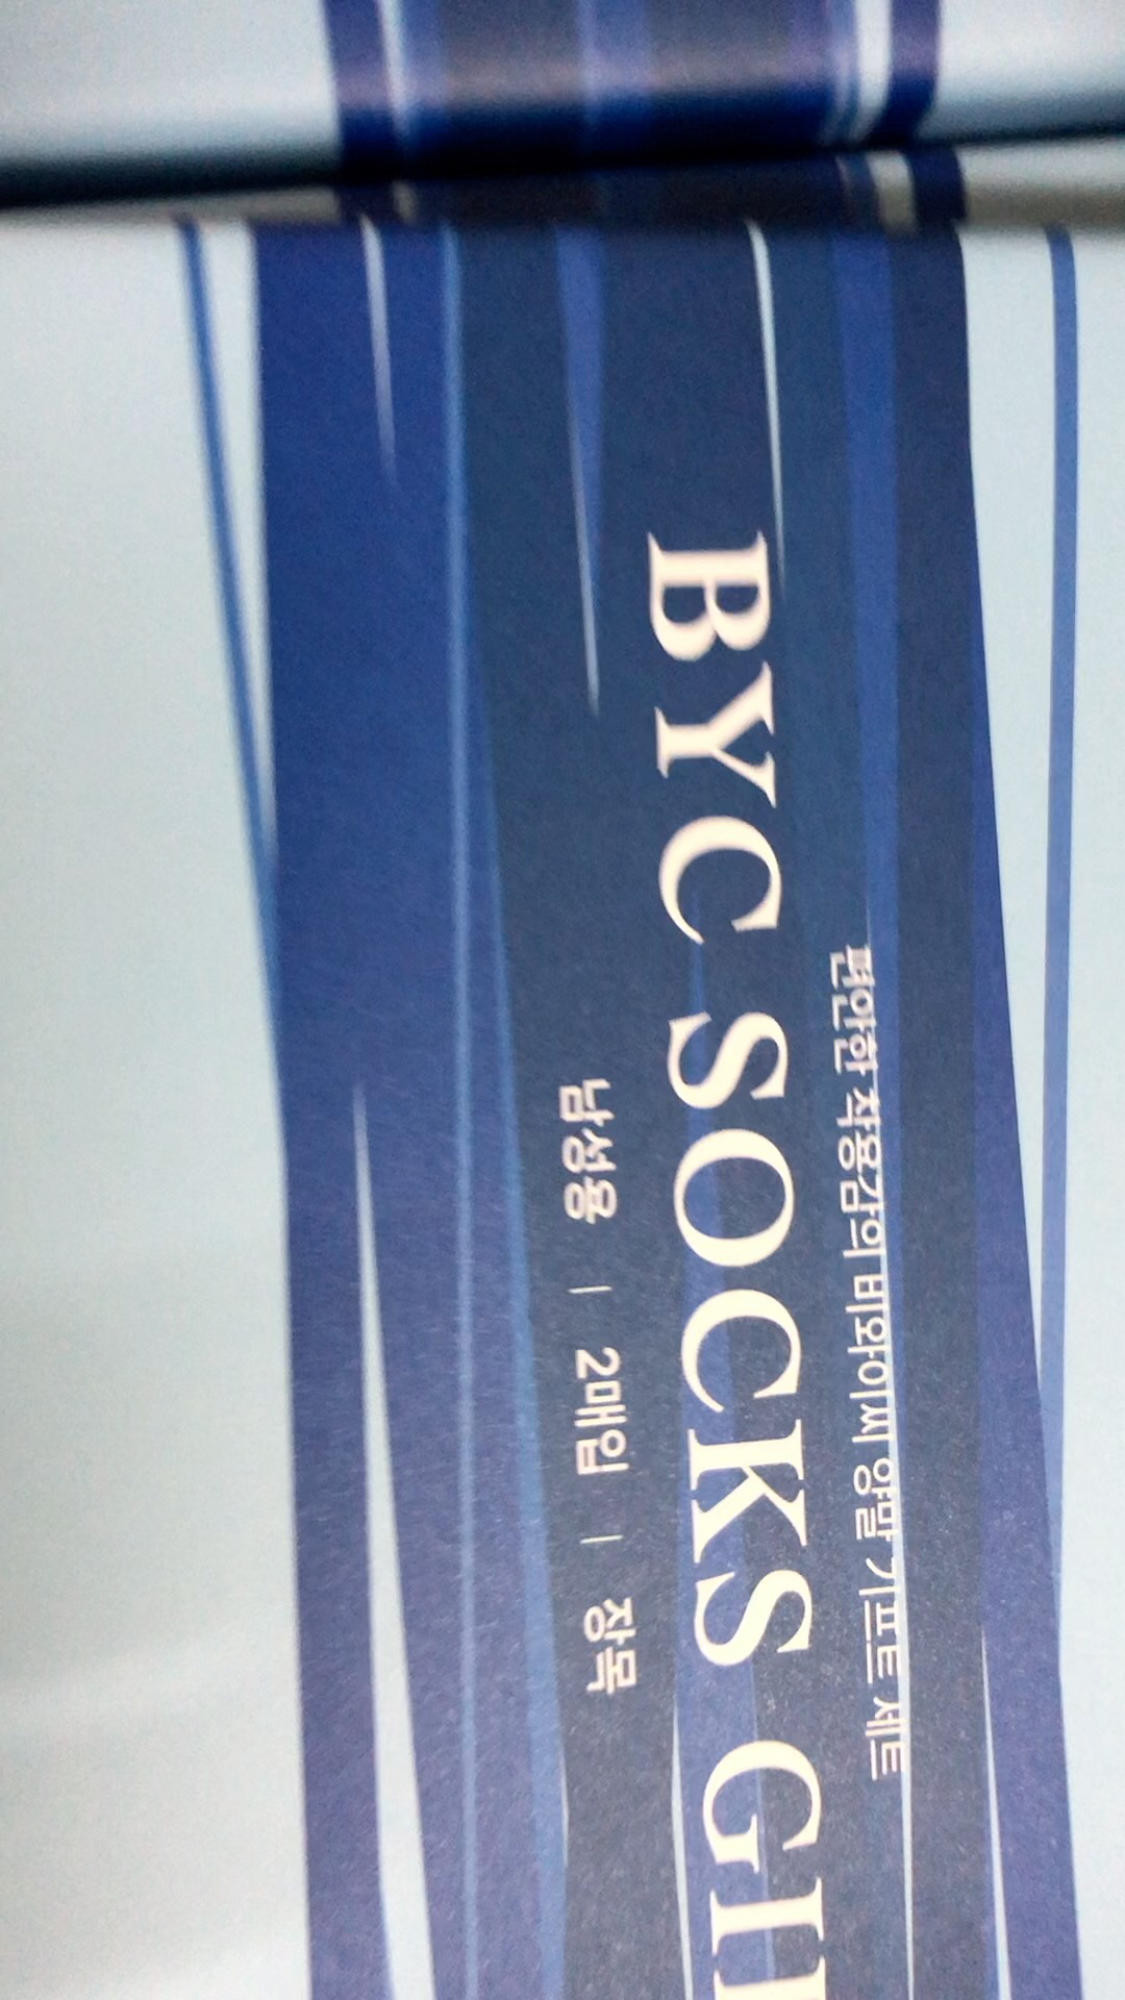 편안한 착용감의 비와이씨 양말 기프트 세트
BYC SOCKS
남성용 | 2매입 | 장목